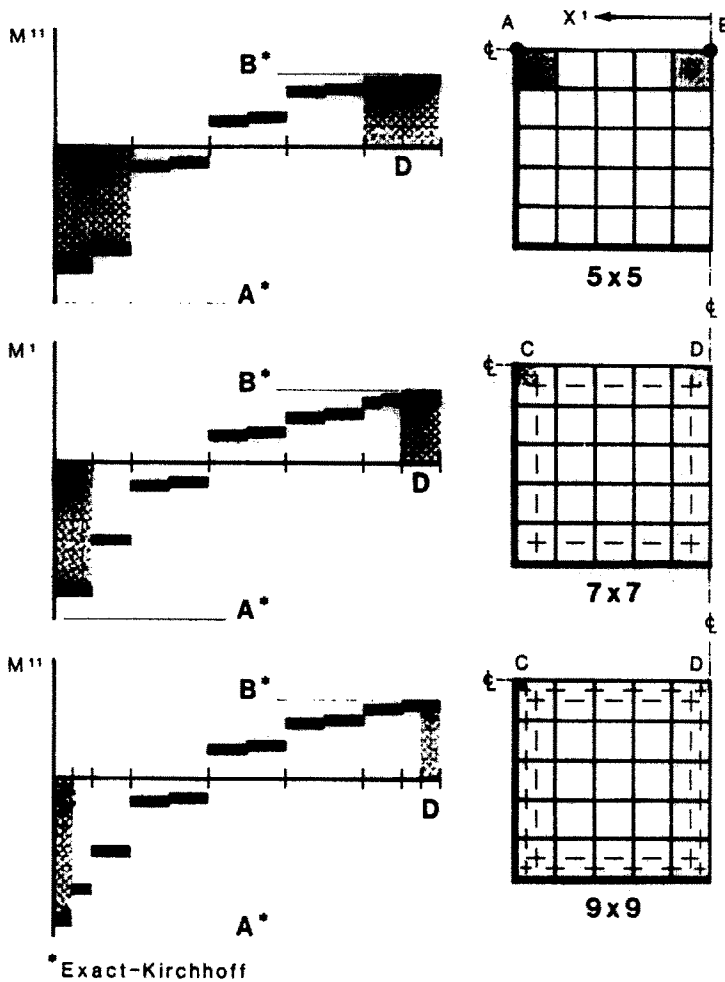 M¹¹
B*
D
A*
A
X¹
B
℄
5x5
℄
M¹
B*
D
A*
℄
C
D
7x7
℄
M¹¹
B*
D
A*
℄
C
D
9x9
*Exact-Kirchhoff